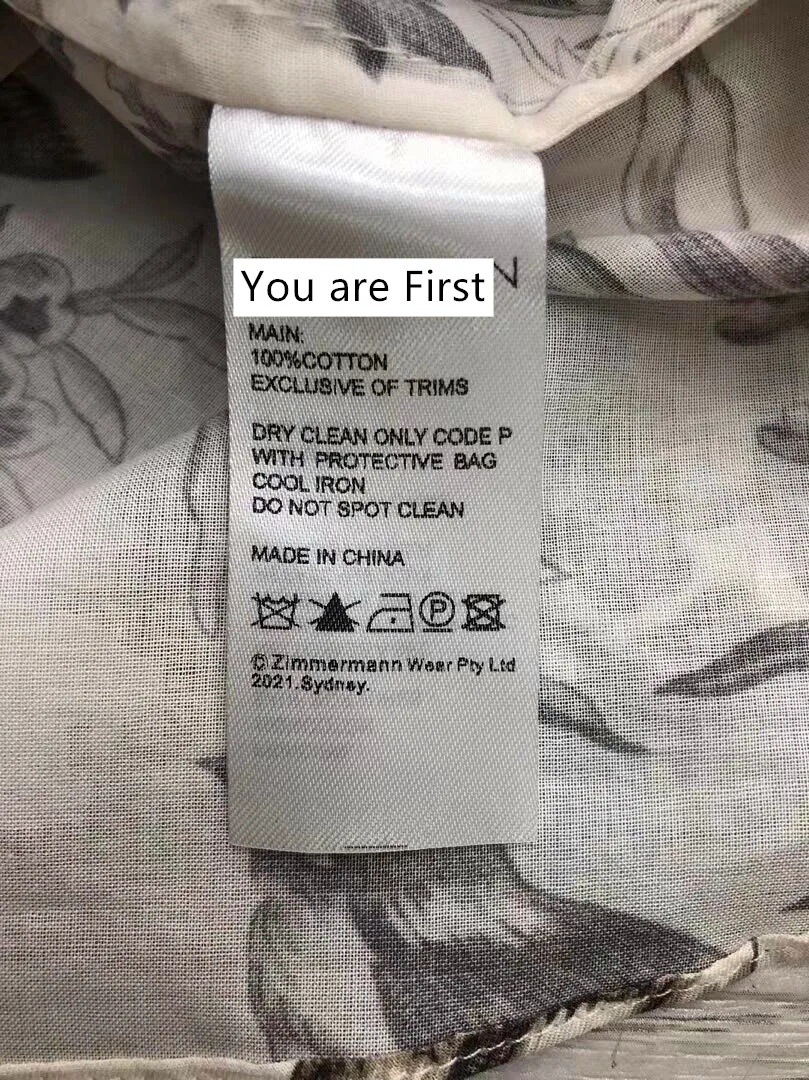 You are First
N
MAIN:
100%COTTON
EXCLUSIVE OF TRIMS
DRY CLEAN ONLY CODE P
WITH PROTECTIVE BAG
COOL IRON
DO NOT SPOT CLEAN
MADE IN CHINA
P
© Zimmermann Wear Pty Ltd
2021.Sydney.